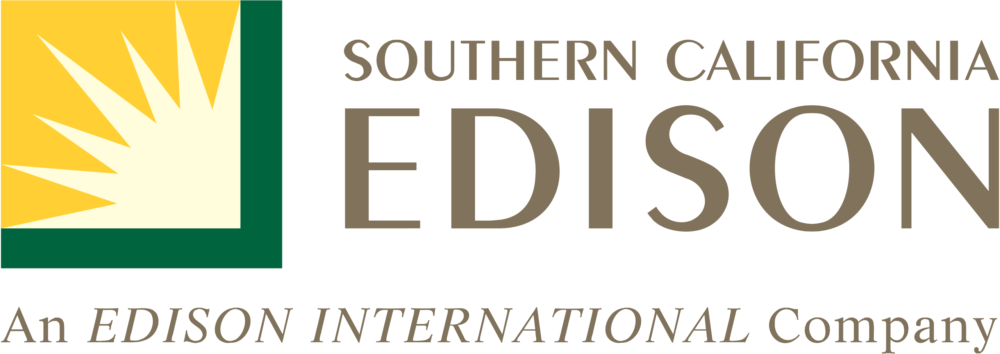 SOUTHERN CALIFORNIA
EDISON
An EDISON INTERNATIONAL Company